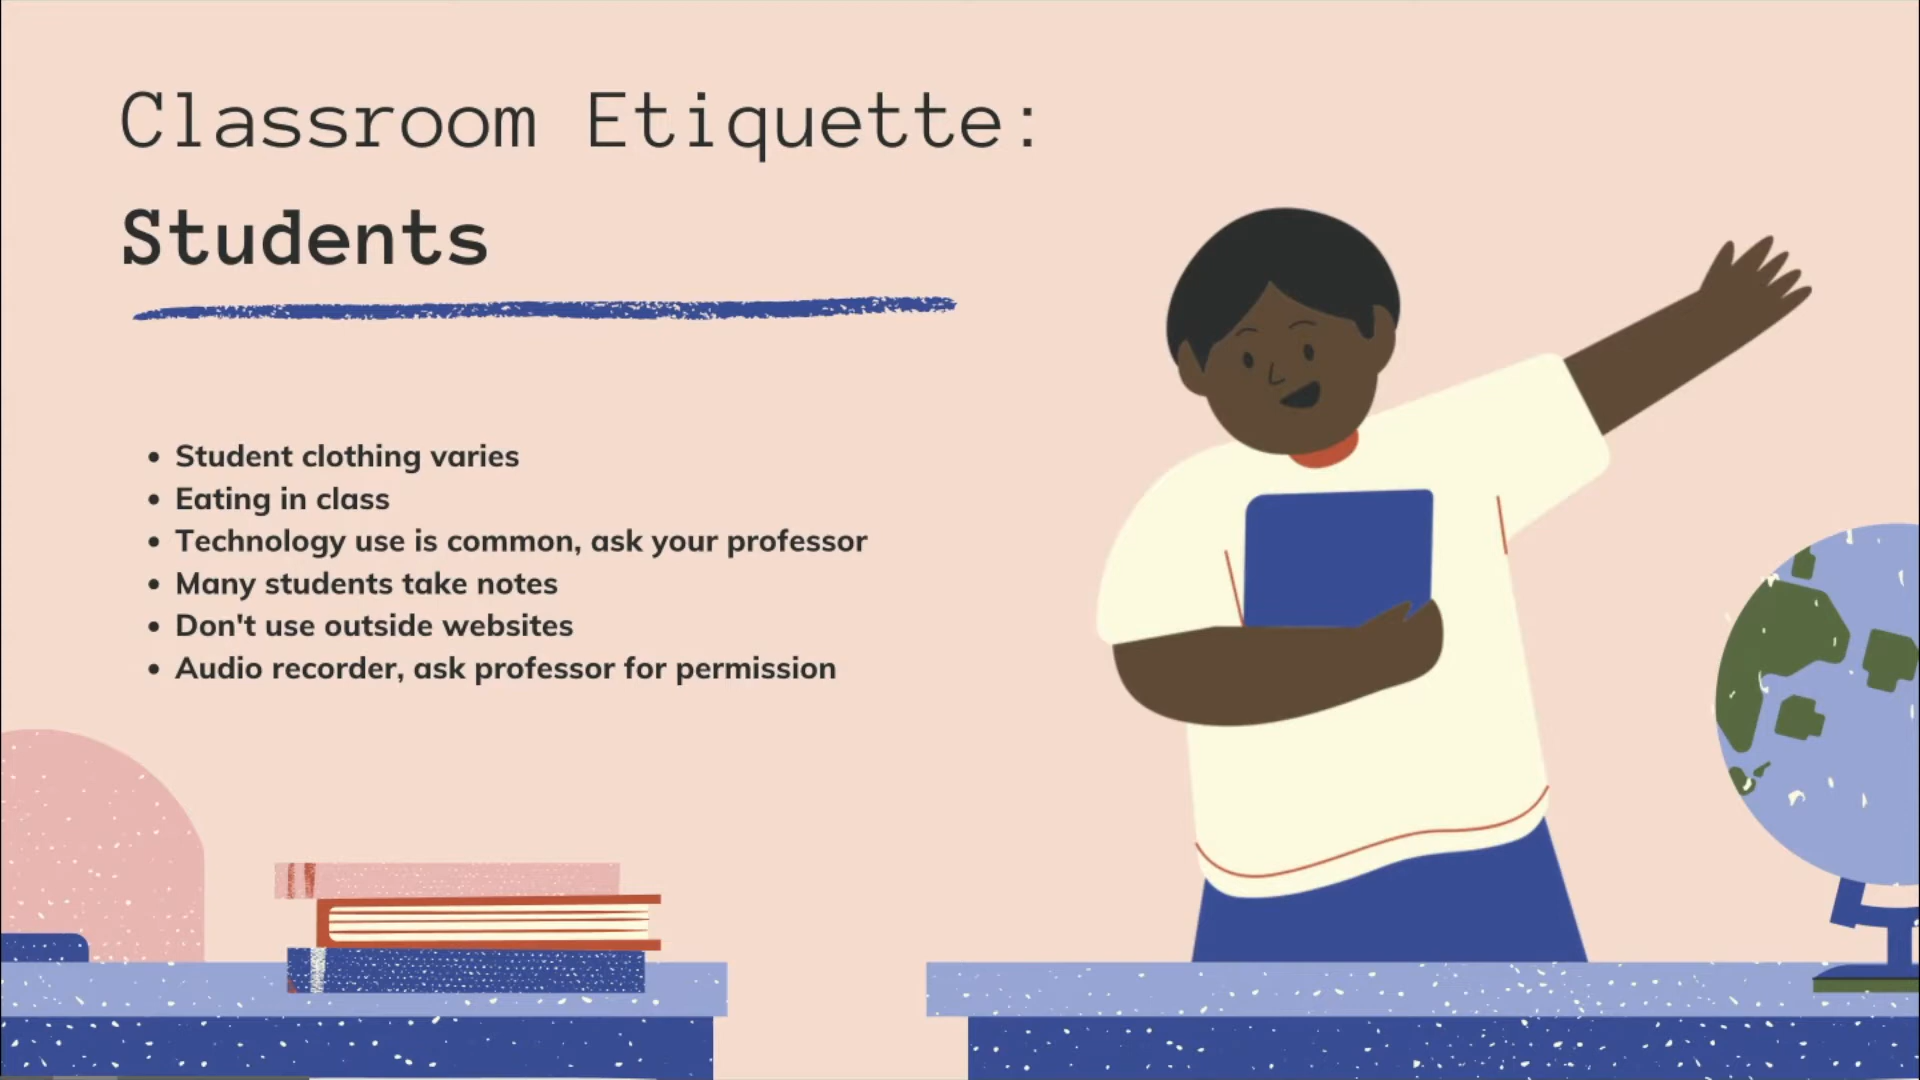 Classroom Etiquette:
Students
• Student clothing varies
• Eating in class
• Technology use is common, ask your professor
• Many students take notes
• Don't use outside websites
• Audio recorder, ask professor for permission